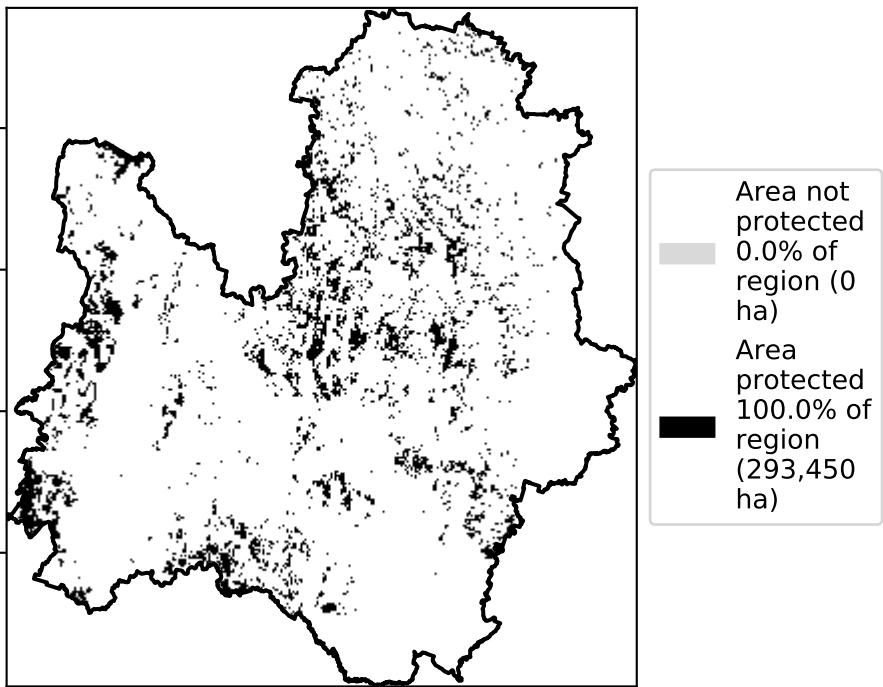 Area not
protected
0.0% of
region (0
ha)
Area
protected
100.0% of
region
(293,450
ha)